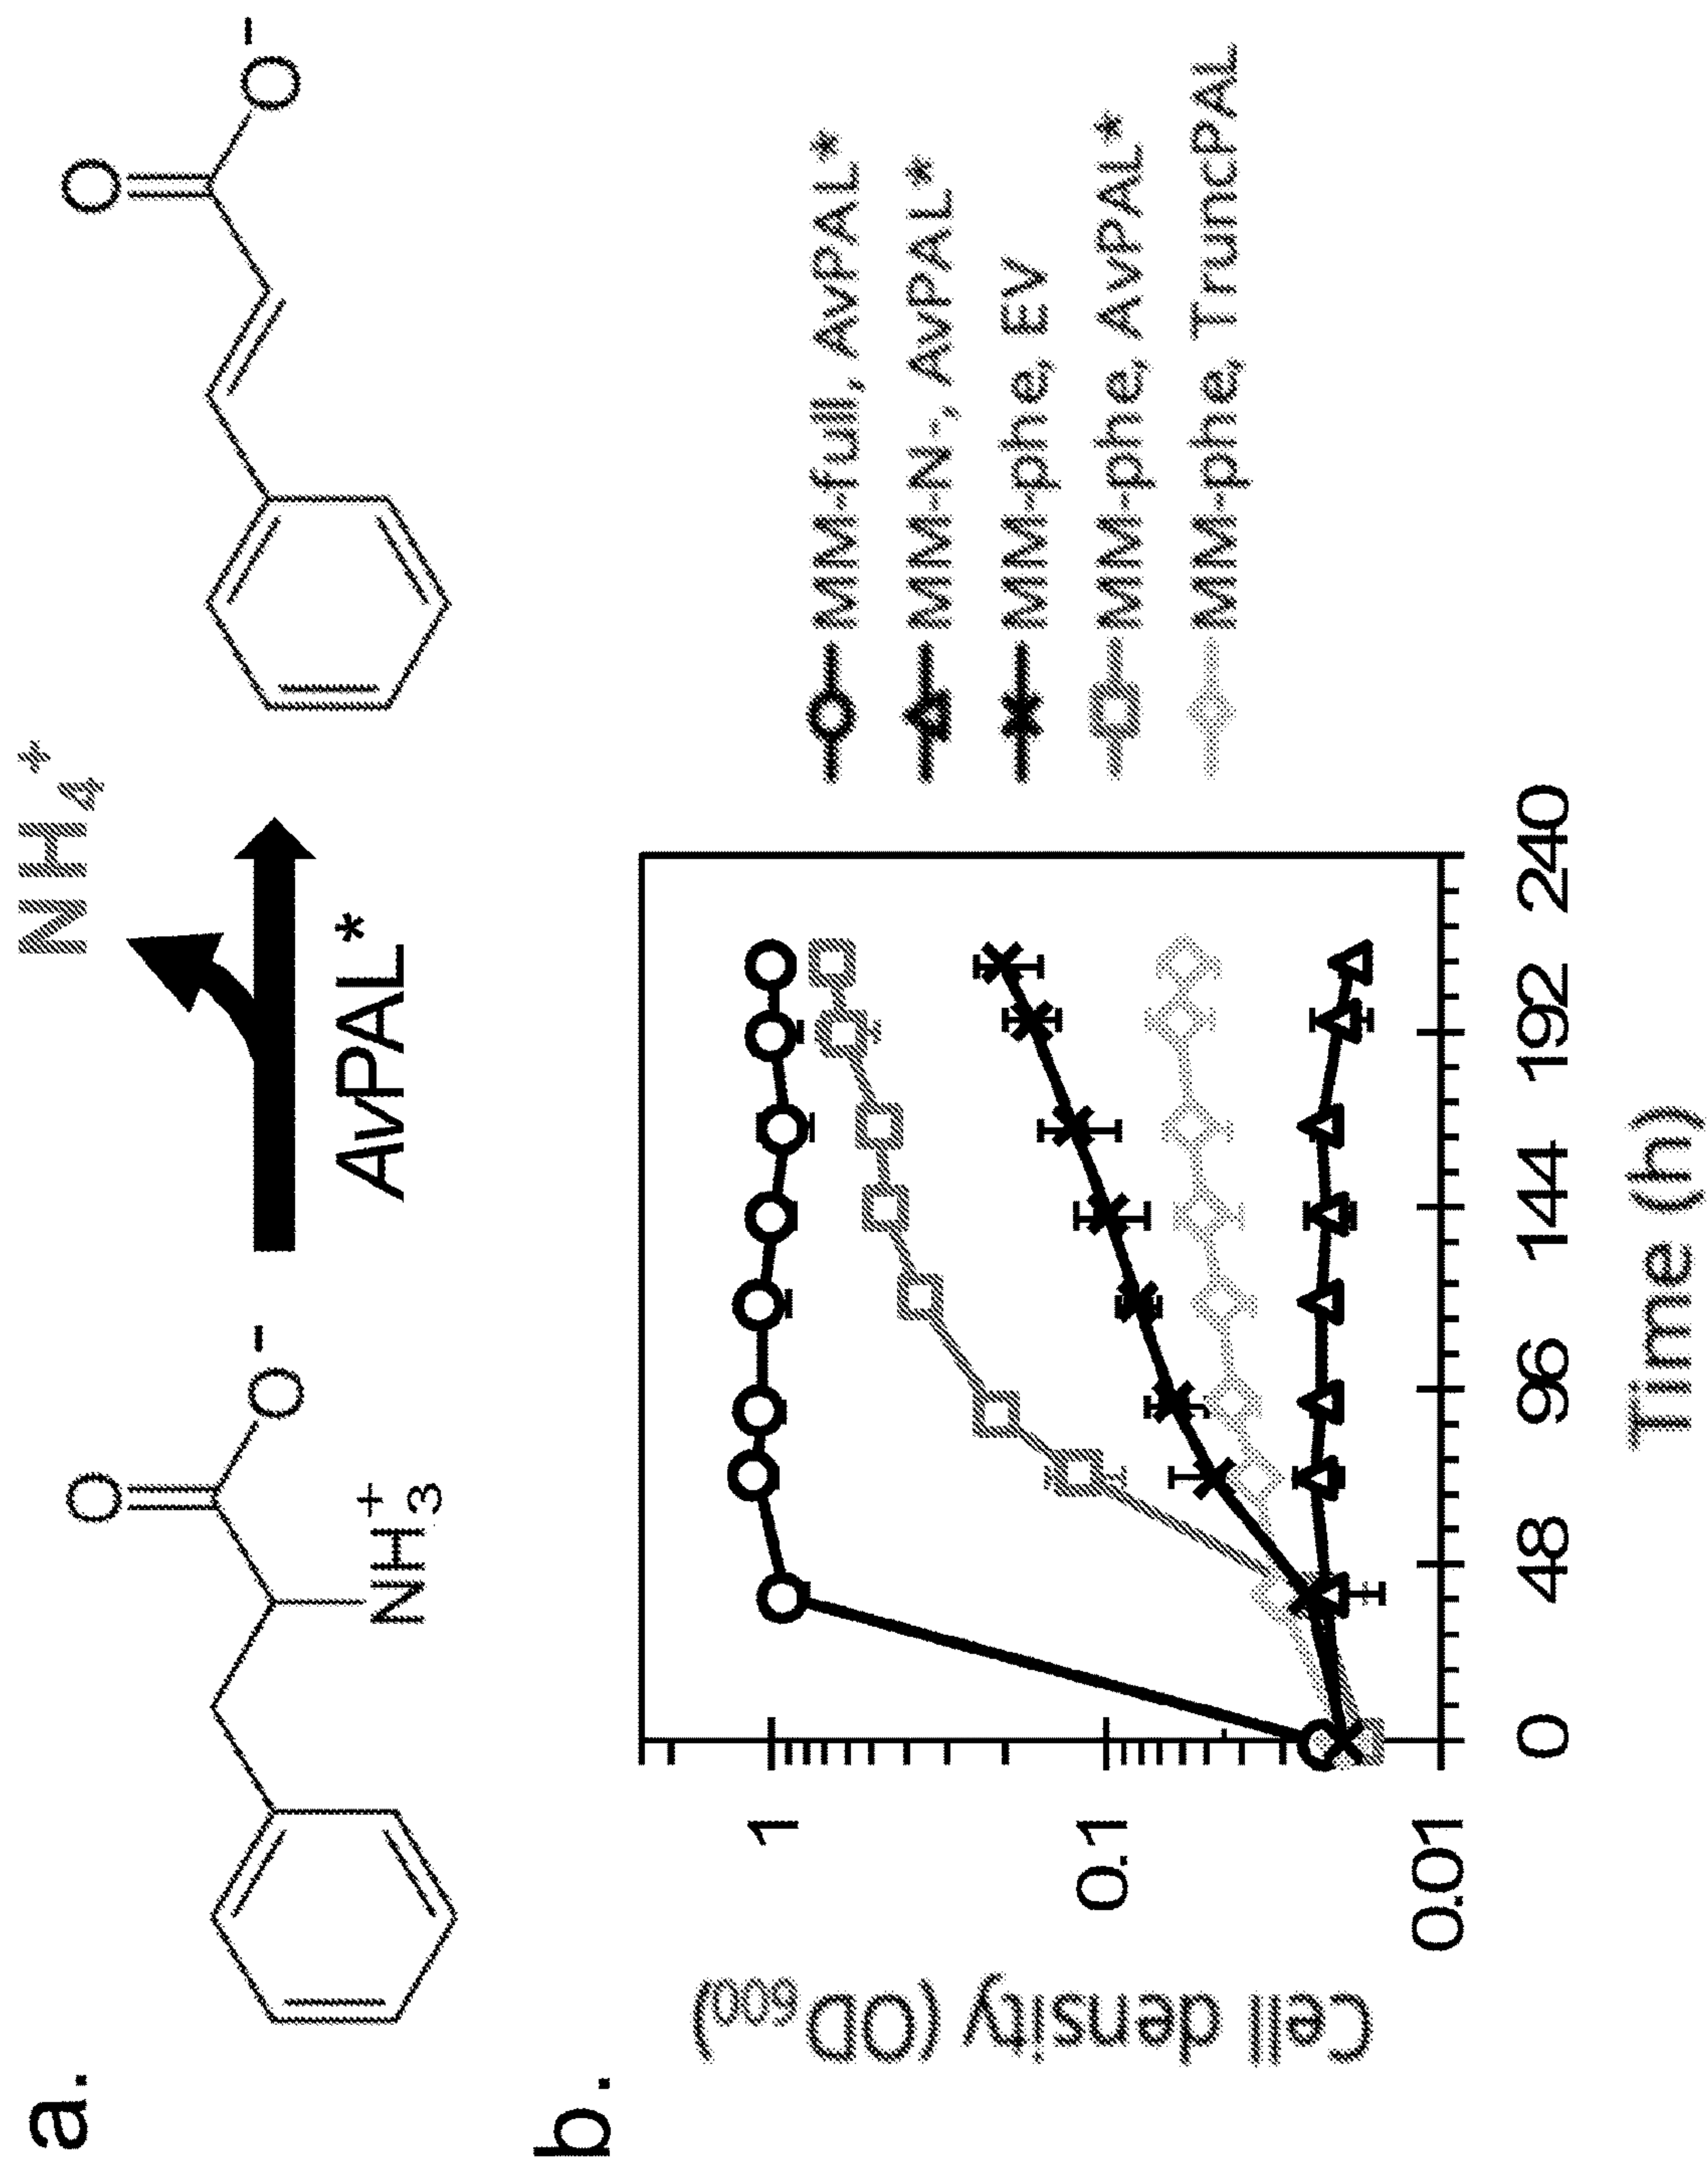 a.
O
O⁻
NH₃⁺
NH₄⁺
AvPAL*
O
O⁻
b.
Cell density (OD₆₀₀)
1
0.1
0.01
0 48 96 144 192 240
Time (h)
MM-full, AvPAL*
MM-N-, AvPAL*
MM-phe, EV
MM-phe, AvPAL*
MM-phe, TruncPAL